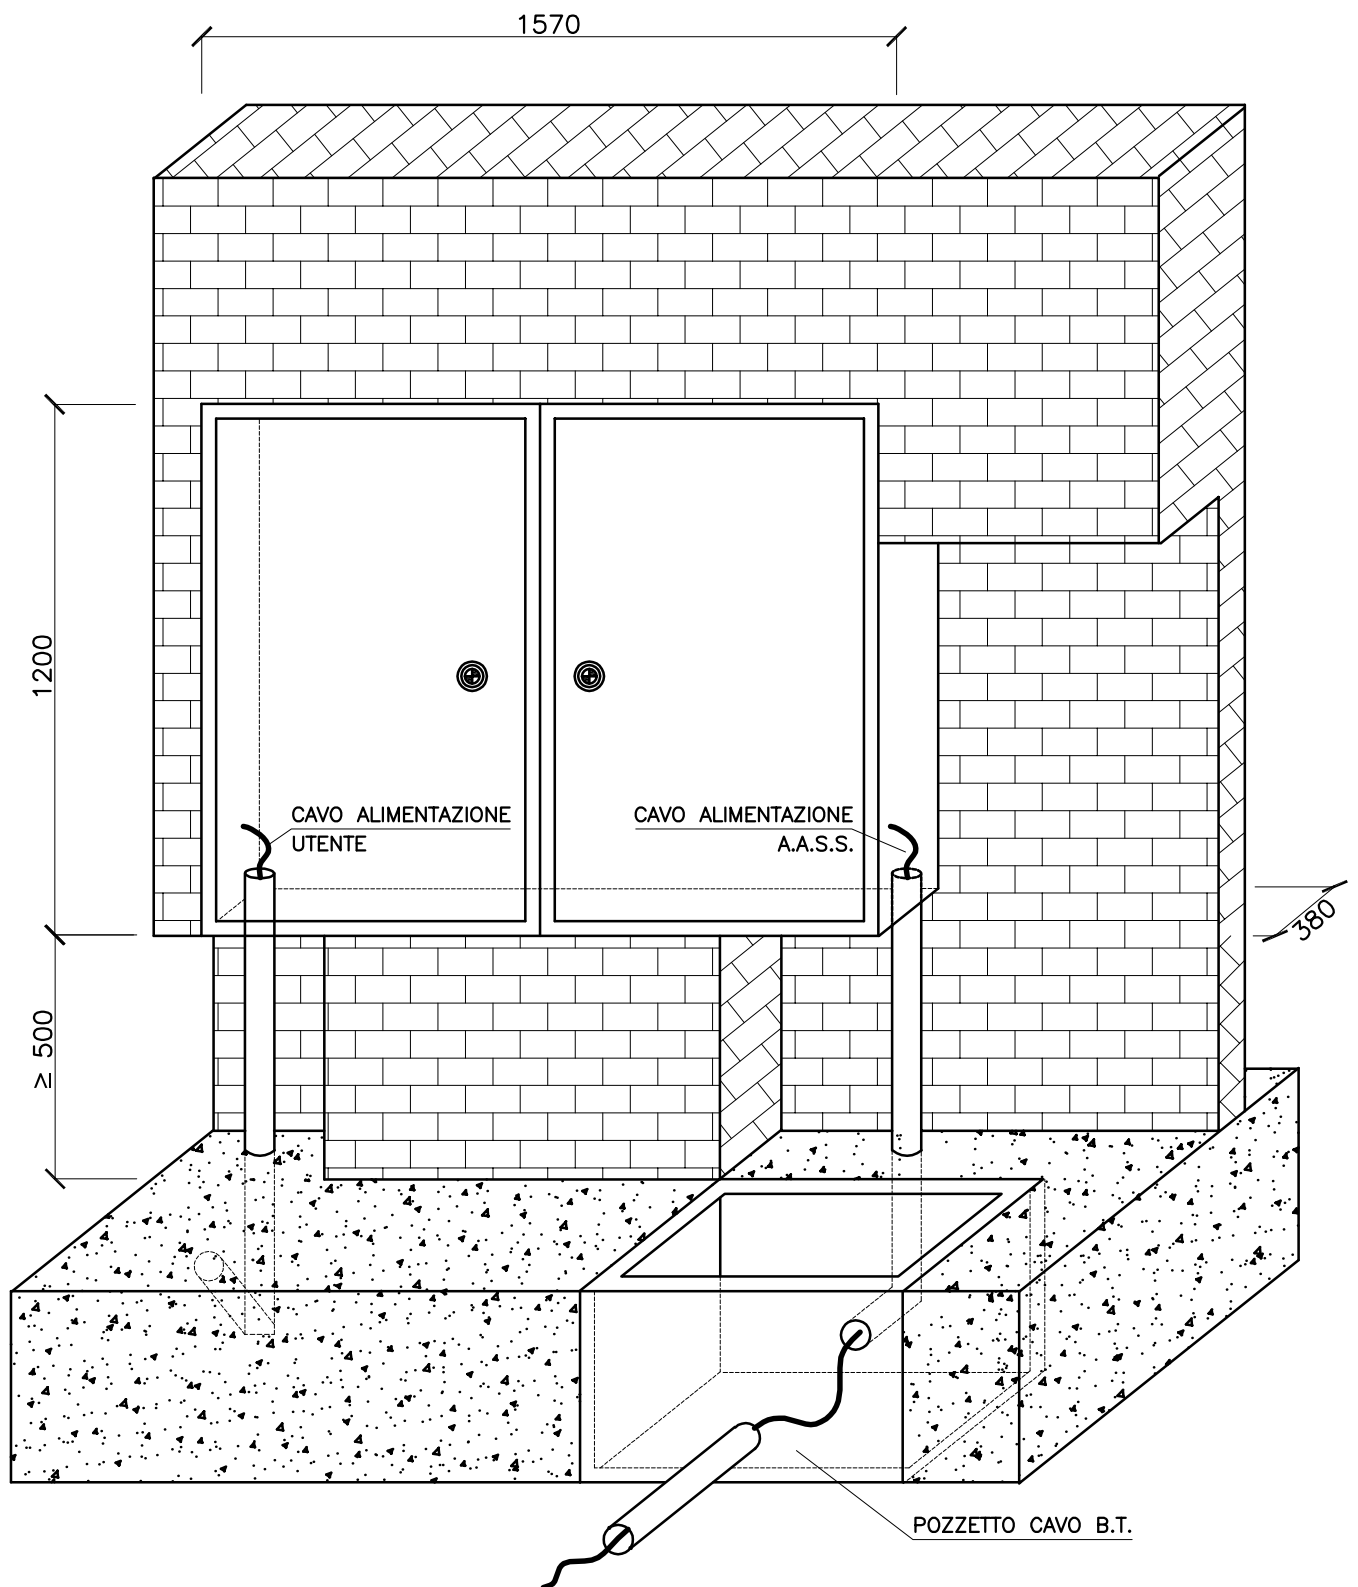 1570
1200
CAVO ALIMENTAZIONE
UTENTE
CAVO ALIMENTAZIONE
A.A.S.S.
380
≥ 500
POZZETTO CAVO B.T.